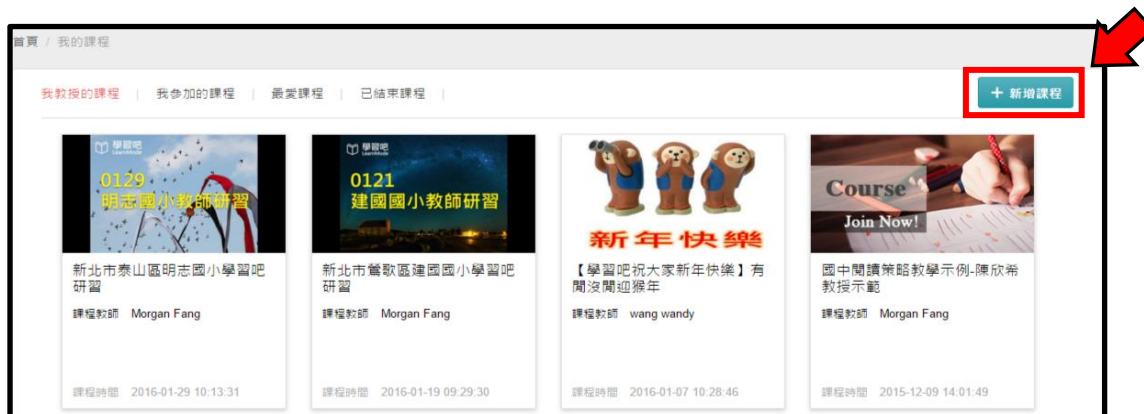 首頁 / 我的課程
我教授的課程 | 我參加的課程 | 最愛課程 | 已結束課程 |
+ 新增課程
學習吧
LearnMode
0129
明志國小教師研習
新北市泰山區明志國小學習吧
研習
課程教師 Morgan Fang
課程時間 2016-01-29 10:13:31
學習吧
LearnMode
0121
建國國小教師研習
新北市鶯歌區建國國小學習吧
研習
課程教師 Morgan Fang
課程時間 2016-01-19 09:29:30
新年快樂
【學習吧祝大家新年快樂】有
閒沒閒迎猴年
課程教師 wang wandy
課程時間 2016-01-07 10:28:46
Course
Join Now!
國中閱讀策略教學示例-陳欣希
教授示範
課程教師 Morgan Fang
課程時間 2015-12-09 14:01:49